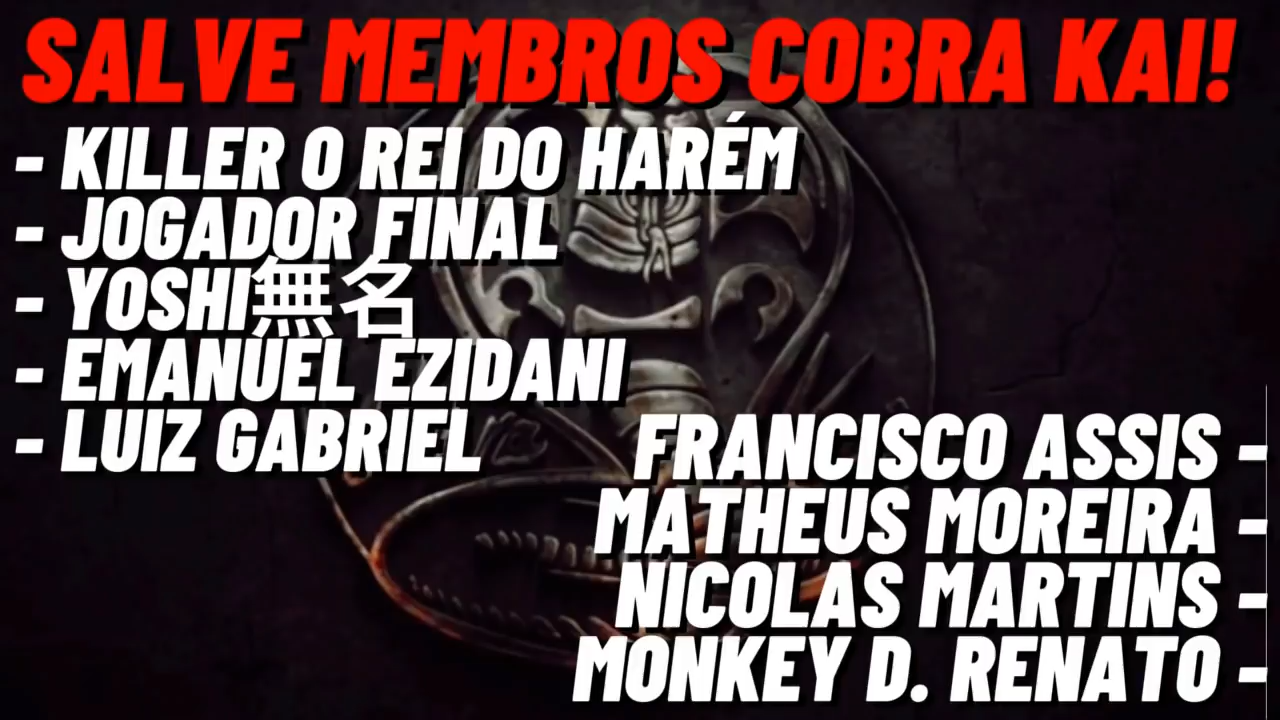 SALVE MEMBROS COBRA KAI!
- KILLER O REI DO HARÉM
- JOGADOR FINAL
- YOSHI無名
- EMANUEL EZIDANI
- LUIZ GABRIEL
FRANCISCO ASSIS -
MATHEUS MOREIRA -
NICOLAS MARTINS -
MONKEY D. RENATO -